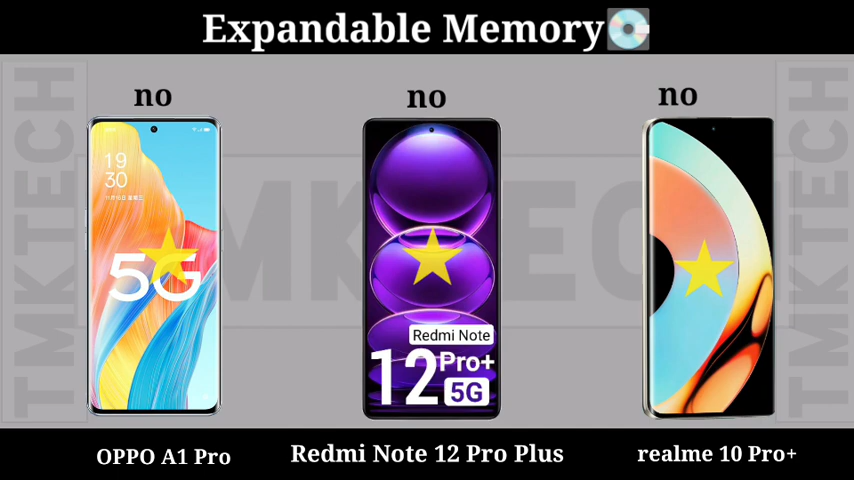 Expandable Memory
no
no
no
19
30
5G
Redmi Note
12 Pro+
5G
OPPO A1 Pro
Redmi Note 12 Pro Plus
realme 10 Pro+
TMKTECH
TMKTECH
TMKTECH